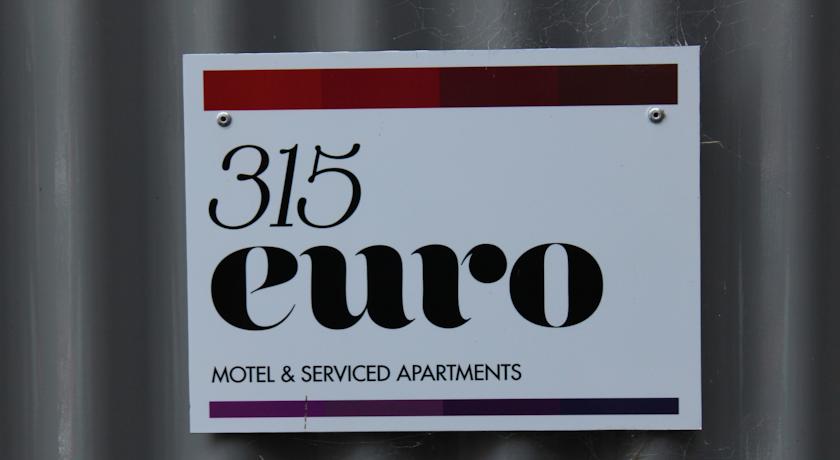 315
euro
MOTEL & SERVICED APARTMENTS